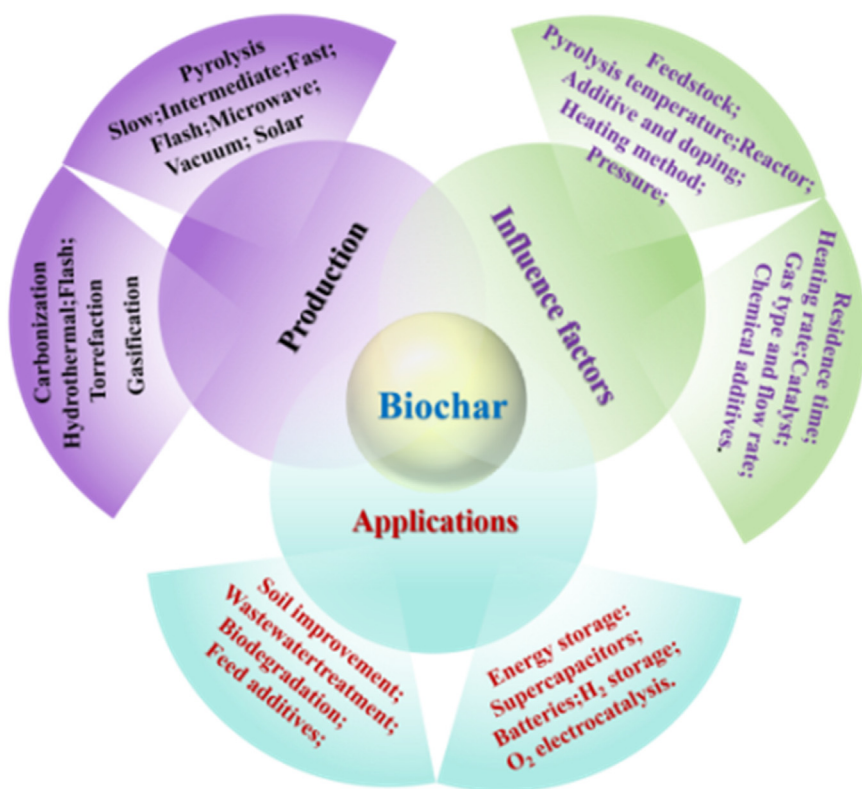 Pyrolysis
Slow;Intermediate;Fast;
Flash;Microwave;
Vacuum; Solar
Carbonization
Hydrothermal;Flash;
Torrefaction
Gasification
Production
Feedstock;
Pyrolysis temperature;Reactor;
Additive and doping;
Heating method;
Pressure;
Residence time;
Heating rate;Catalyst;
Gas type and flow rate;
Chemical additives.
Influence factors
Biochar
Applications
Soil improvement;
Wastewatertreatment;
Biodegradation;
Feed additives;
Energy storage:
Supercapacitors;
Batteries;H₂ storage;
O₂ electrocatalysis.